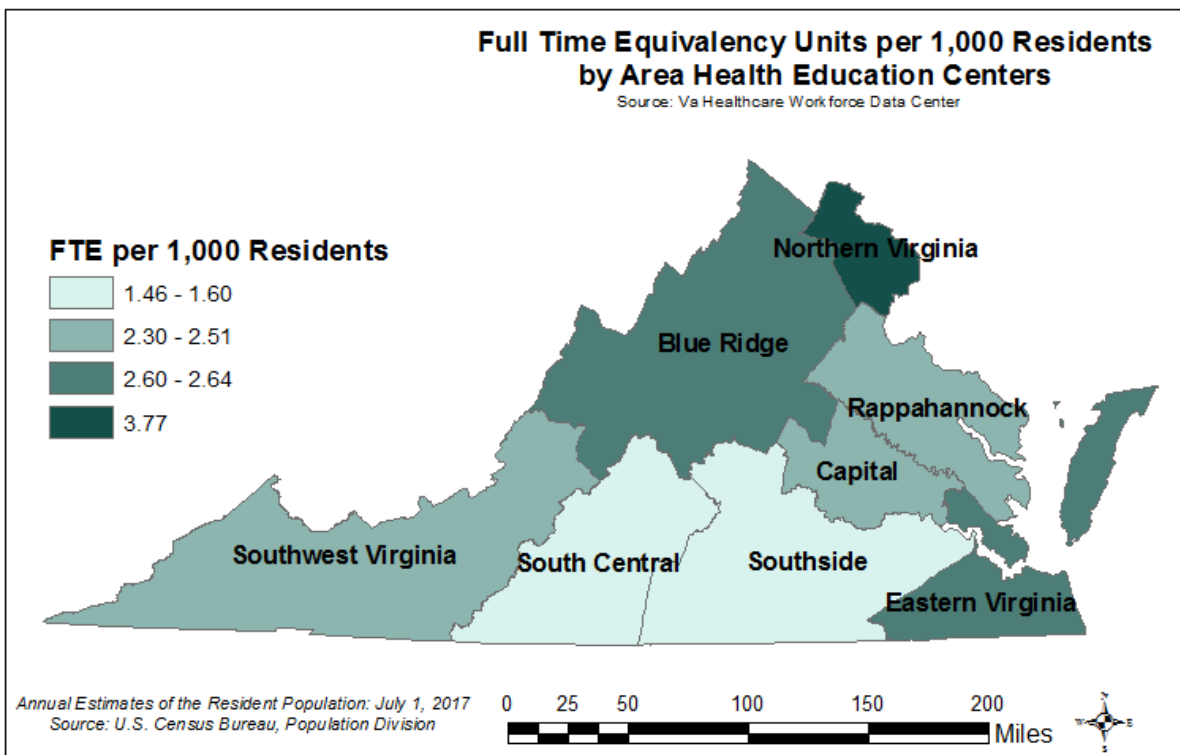 Full Time Equivalency Units per 1,000 Residents
by Area Health Education Centers
Source: Va Healthcare Workforce Data Center
FTE per 1,000 Residents
1.46 - 1.60
2.30 - 2.51
2.60 - 2.64
3.77
Northern Virginia
Blue Ridge
Rappahannock
Capital
Southwest Virginia
South Central
Southside
Eastern Virginia
Annual Estimates of the Resident Population: July 1, 2017
Source: U.S. Census Bureau, Population Division
0 25 50 100 150 200
Miles
N
W E
S